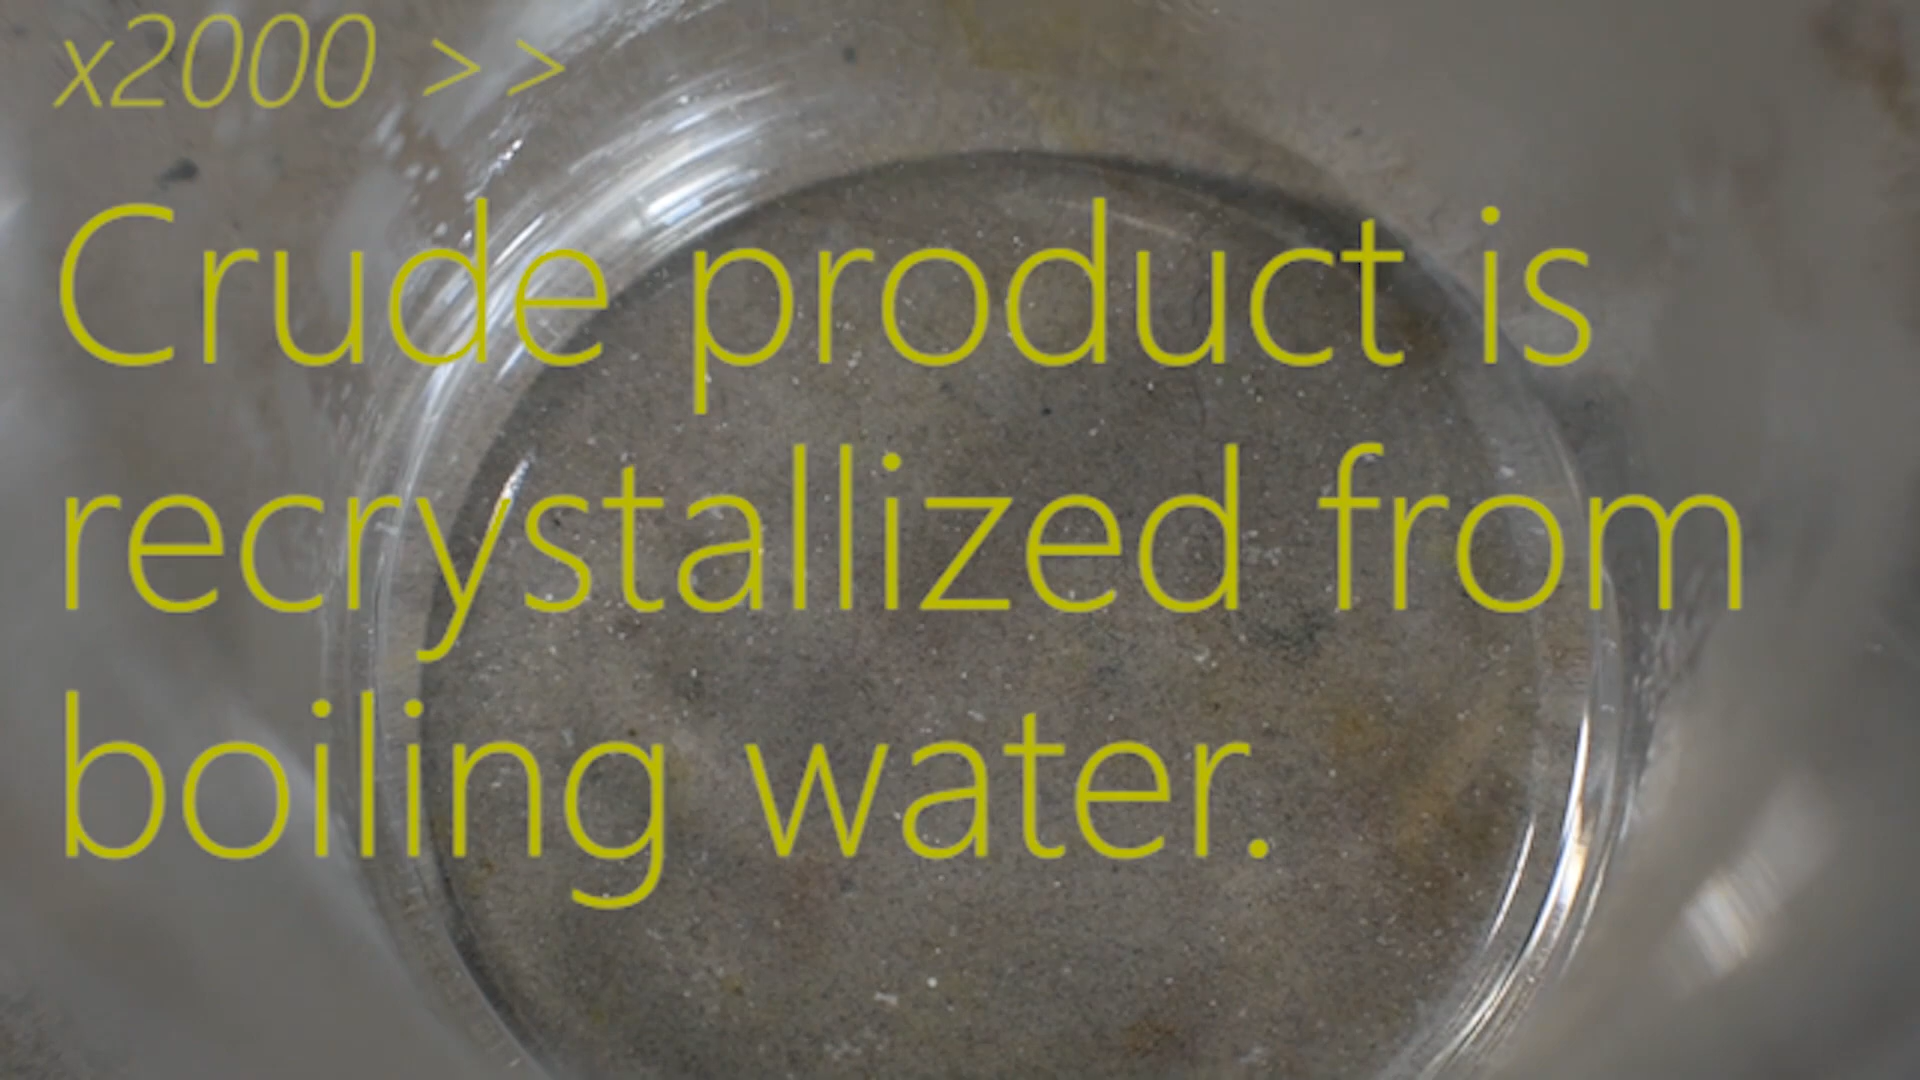 x2000 >>
Crude product is
recrystallized from
boiling water.